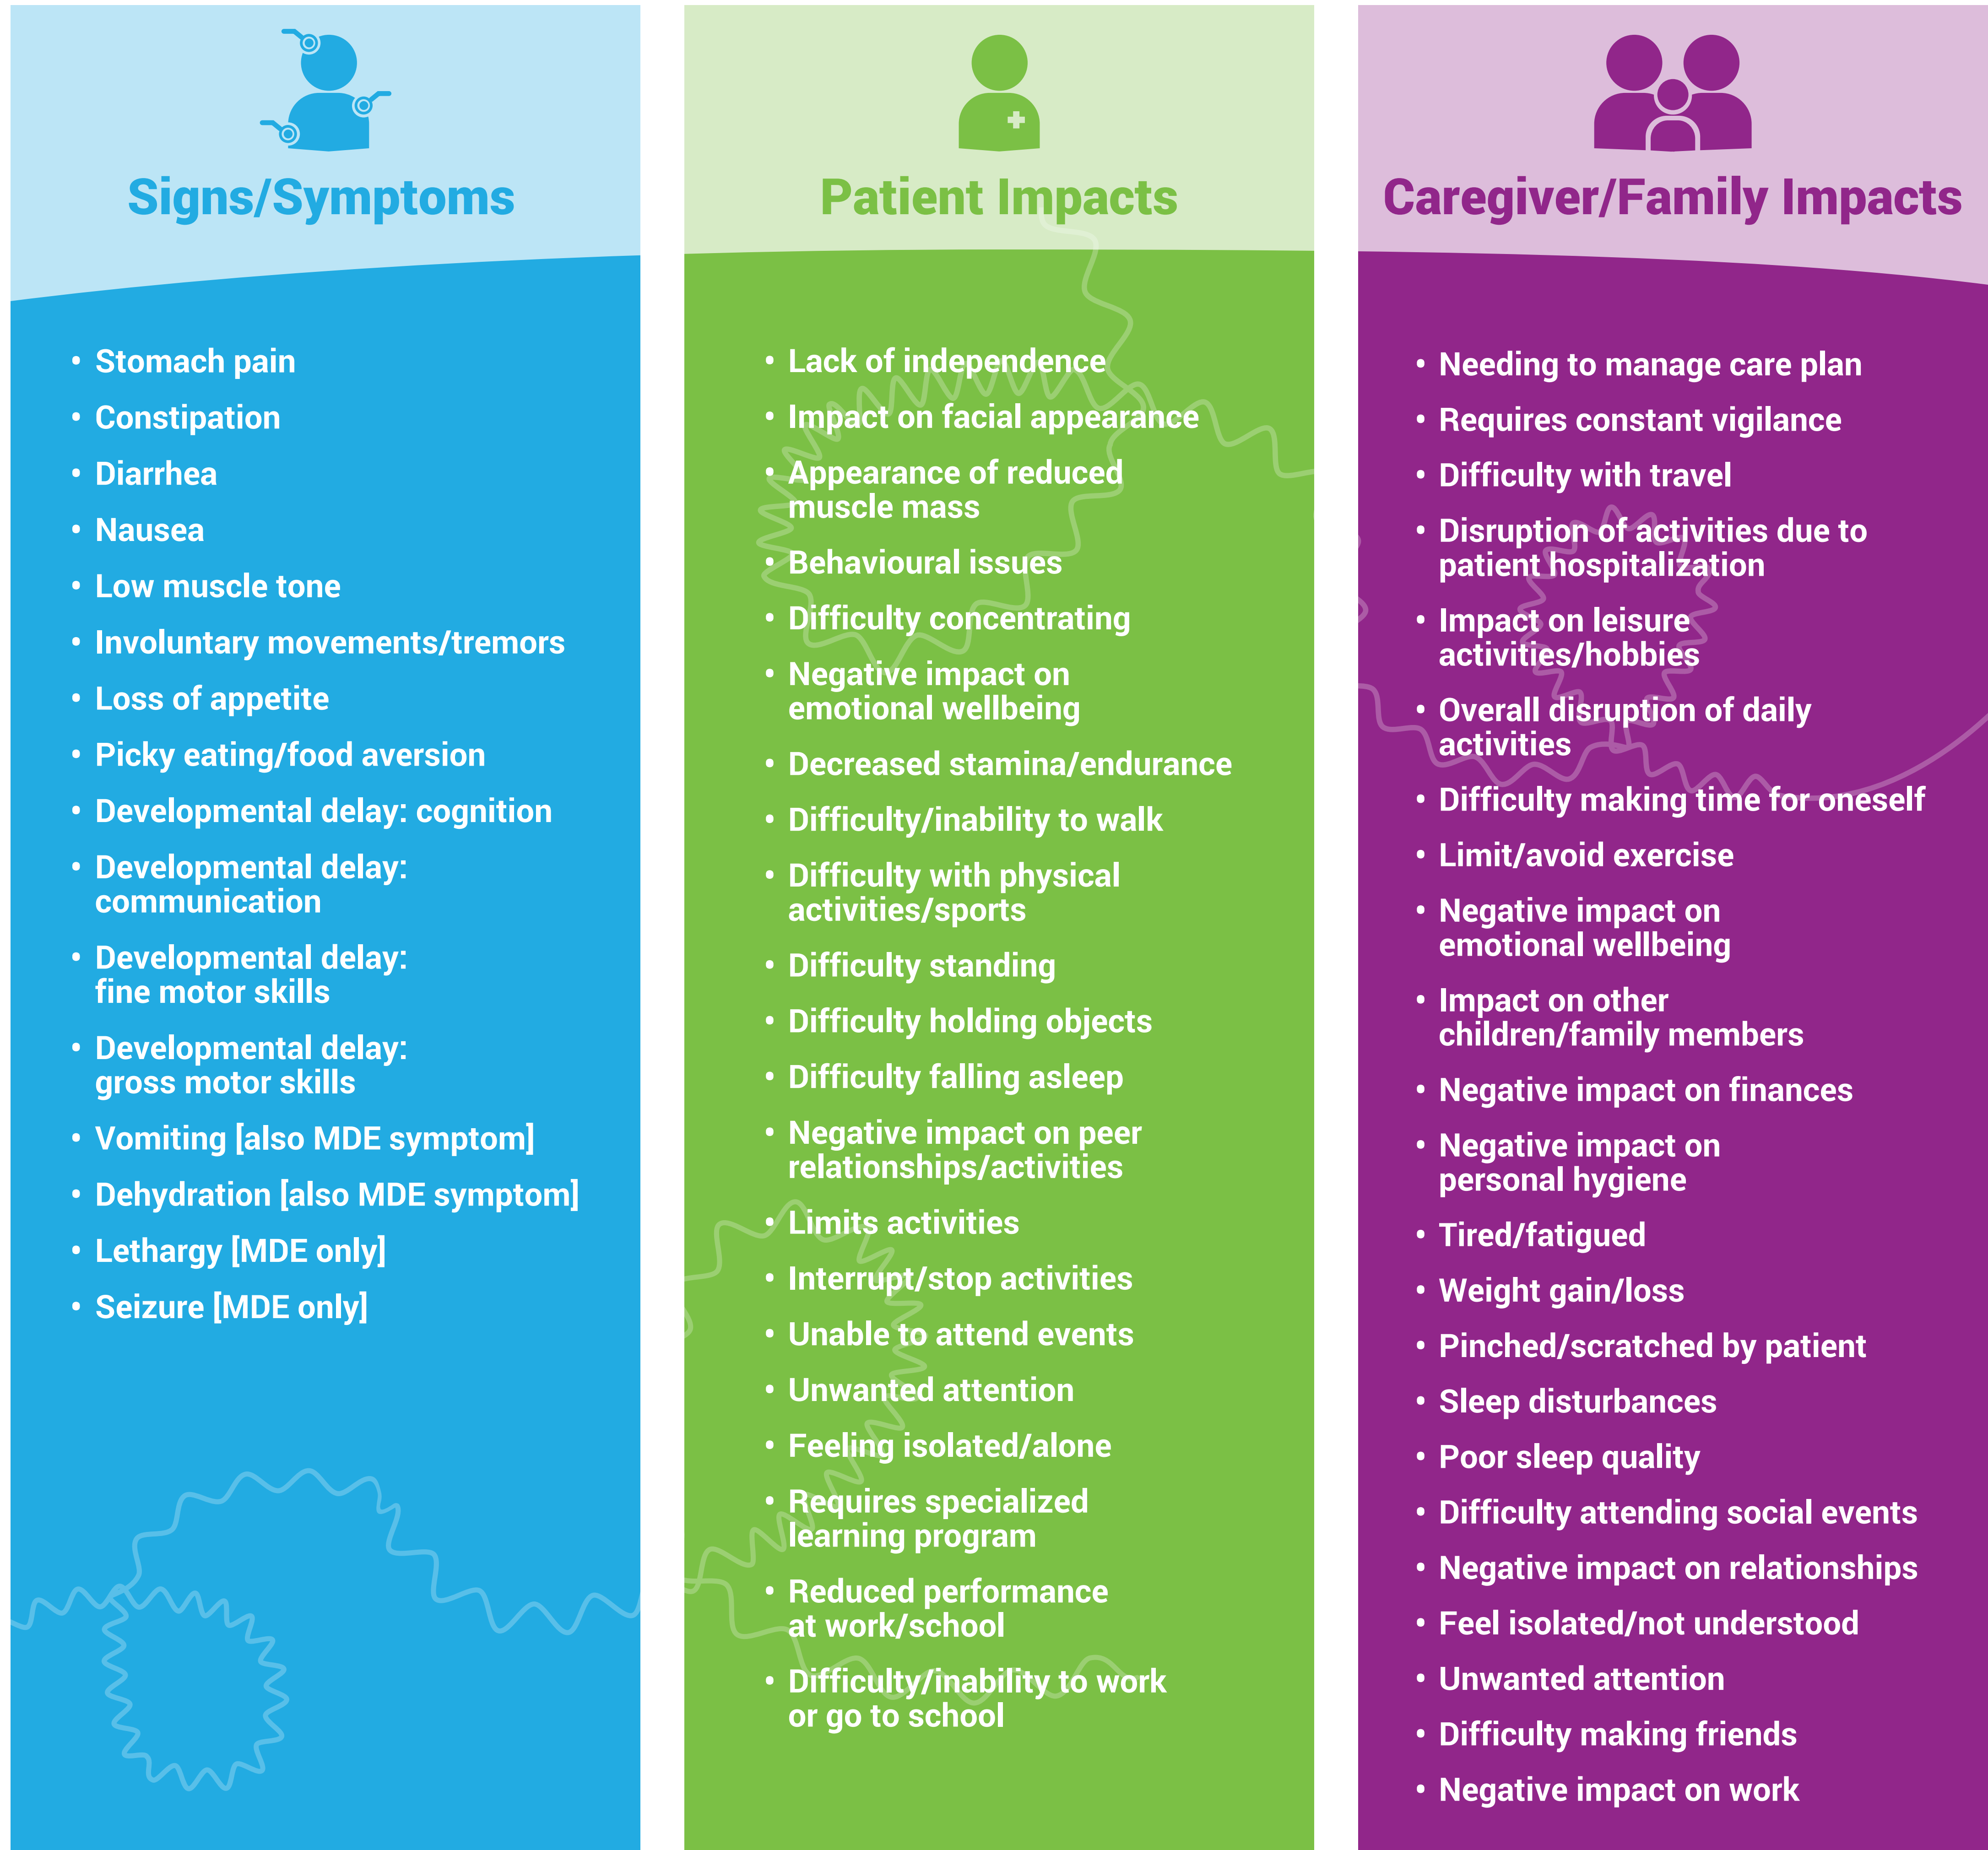 Signs/Symptoms
• Stomach pain
• Constipation
• Diarrhea
• Nausea
• Low muscle tone
• Involuntary movements/tremors
• Loss of appetite
• Picky eating/food aversion
• Developmental delay: cognition
• Developmental delay:
communication
• Developmental delay:
fine motor skills
• Developmental delay:
gross motor skills
• Vomiting [also MDE symptom]
• Dehydration [also MDE symptom]
• Lethargy [MDE only]
• Seizure [MDE only]
Patient Impacts
• Lack of independence
• Impact on facial appearance
• Appearance of reduced
muscle mass
• Behavioural issues
• Difficulty concentrating
• Negative impact on
emotional wellbeing
• Decreased stamina/endurance
• Difficulty/inability to walk
• Difficulty with physical
activities/sports
• Difficulty standing
• Difficulty holding objects
• Difficulty falling asleep
• Negative impact on peer
relationships/activities
• Limits activities
• Interrupt/stop activities
• Unable to attend events
• Unwanted attention
• Feeling isolated/alone
• Requires specialized
learning program
• Reduced performance
at work/school
• Difficulty/inability to work
or go to school
Caregiver/Family Impacts
• Needing to manage care plan
• Requires constant vigilance
• Difficulty with travel
• Disruption of activities due to
patient hospitalization
• Impact on leisure
activities/hobbies
• Overall disruption of daily
activities
• Difficulty making time for oneself
• Limit/avoid exercise
• Negative impact on
emotional wellbeing
• Impact on other
children/family members
• Negative impact on finances
• Negative impact on
personal hygiene
• Tired/fatigued
• Weight gain/loss
• Pinched/scratched by patient
• Sleep disturbances
• Poor sleep quality
• Difficulty attending social events
• Negative impact on relationships
• Feel isolated/not understood
• Unwanted attention
• Difficulty making friends
• Negative impact on work